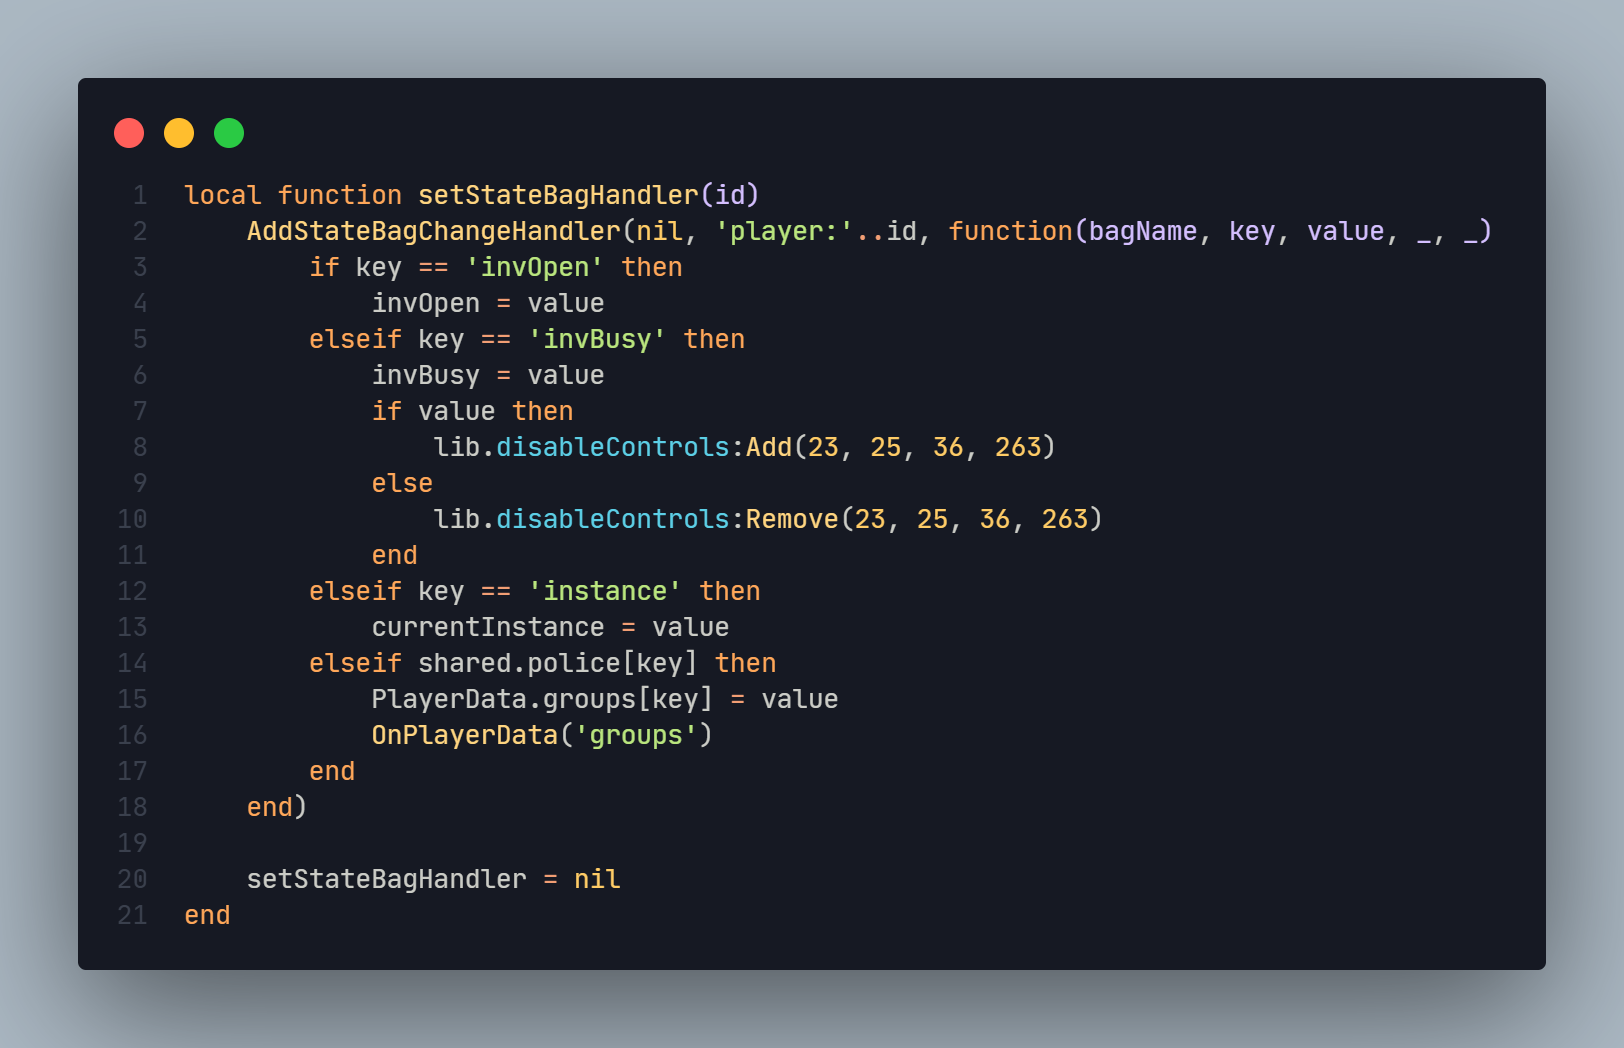 1 local function setStateBagHandler(id)
2     AddStateBagChangeHandler(nil, 'player:'..id, function(bagName, key, value, _, _)
3         if key == 'invOpen' then
4             invOpen = value
5         elseif key == 'invBusy' then
6             invBusy = value
7             if value then
8                 lib.disableControls:Add(23, 25, 36, 263)
9             else
10                 lib.disableControls:Remove(23, 25, 36, 263)
11             end
12         elseif key == 'instance' then
13             currentInstance = value
14         elseif shared.police[key] then
15             PlayerData.groups[key] = value
16             OnPlayerData('groups')
17         end
18     end)
19
20     setStateBagHandler = nil
21 end